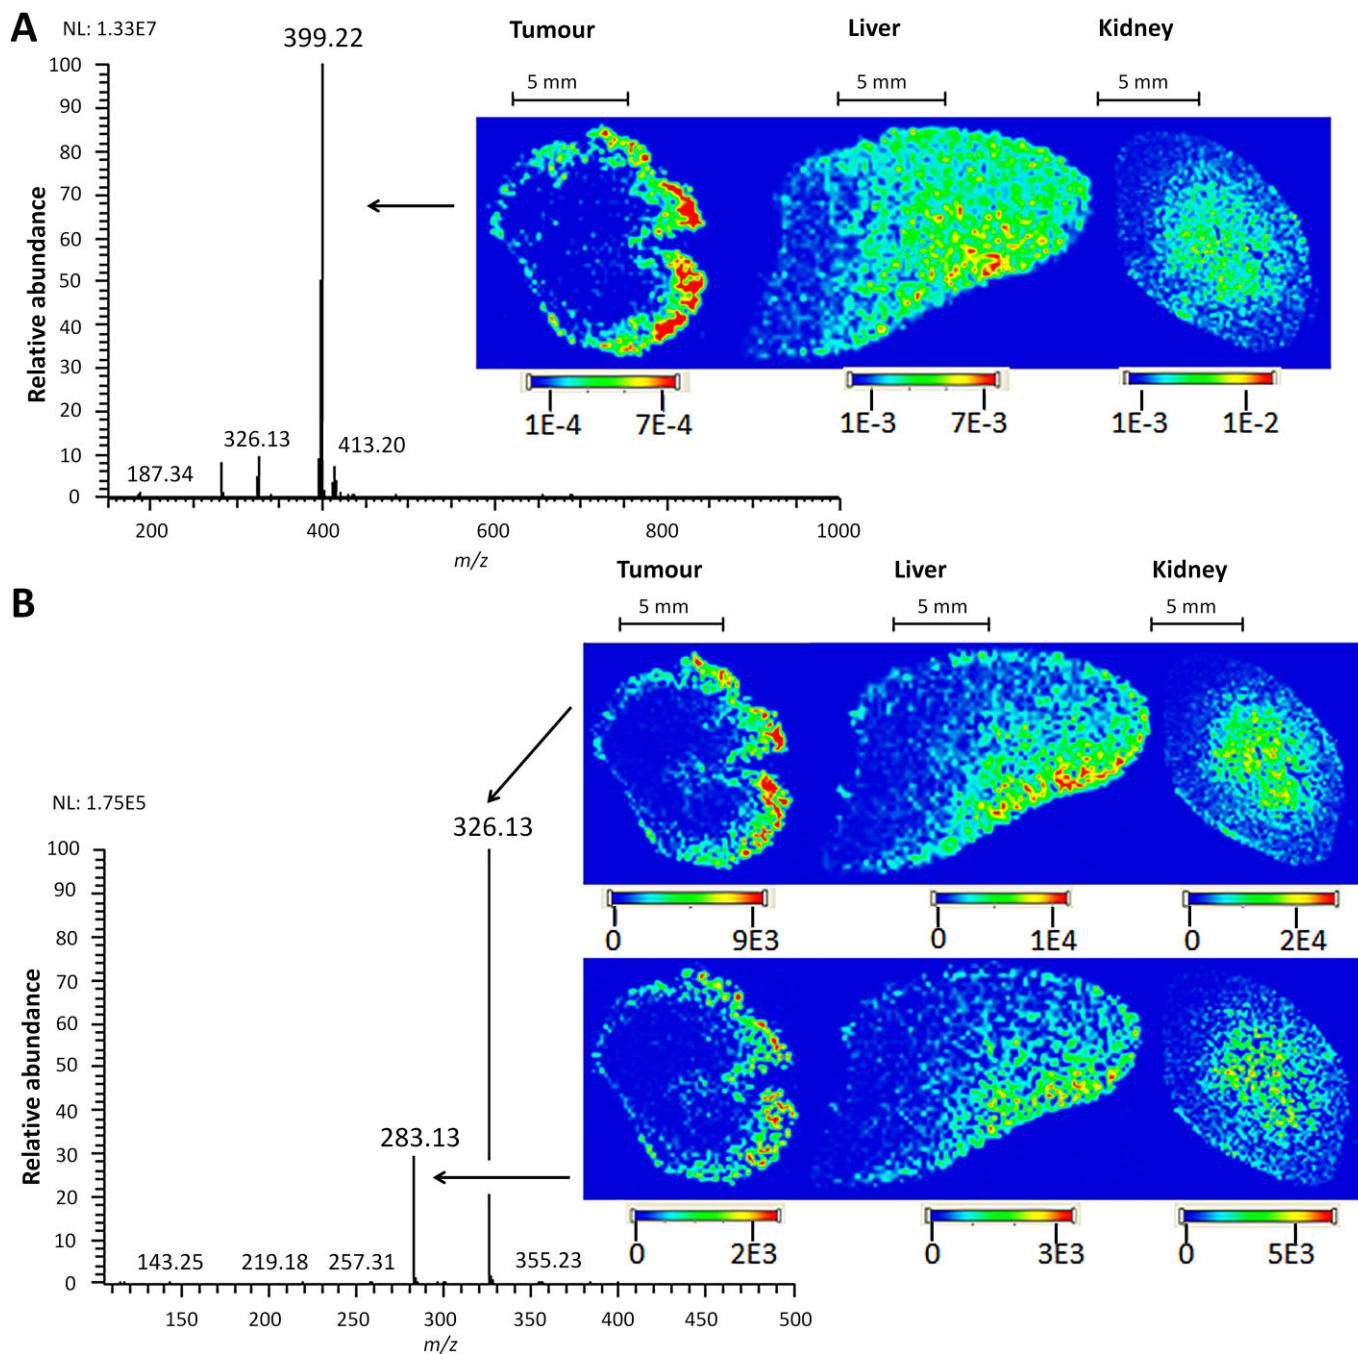 A
NL: 1.33E7
399.22
Tumour
Liver
Kidney
5 mm
5 mm
5 mm
Relative abundance
100
90
80
70
60
50
40
30
20
10
0
326.13
413.20
187.34
1E-4
7E-4
1E-3
7E-3
1E-3
1E-2
200
400
600
800
1000
m/z
B
Tumour
Liver
Kidney
5 mm
5 mm
5 mm
NL: 1.75E5
326.13
0
9E3
0
1E4
0
2E4
Relative abundance
100
90
80
70
60
50
40
30
20
10
0
283.13
143.25
219.18
257.31
355.23
0
2E3
0
3E3
0
5E3
150
200
250
300
350
400
450
500
m/z